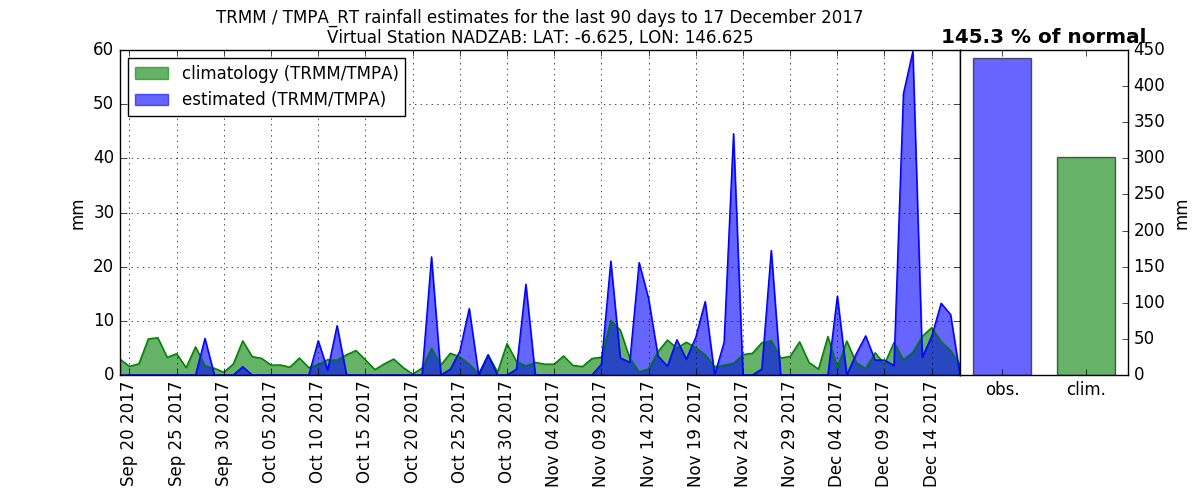 TRMM / TMPA_RT rainfall estimates for the last 90 days to 17 December 2017
Virtual Station NADZAB: LAT: -6.625, LON: 146.625
145.3 % of normal
climatology (TRMM/TMPA)
estimated (TRMM/TMPA)
60
50
40
30
20
10
0
mm
450
400
350
300
250
200
150
100
50
0
mm
Sep 20 2017
Sep 25 2017
Sep 30 2017
Oct 05 2017
Oct 10 2017
Oct 15 2017
Oct 20 2017
Oct 25 2017
Oct 30 2017
Nov 04 2017
Nov 09 2017
Nov 14 2017
Nov 19 2017
Nov 24 2017
Nov 29 2017
Dec 04 2017
Dec 09 2017
Dec 14 2017
obs.
clim.